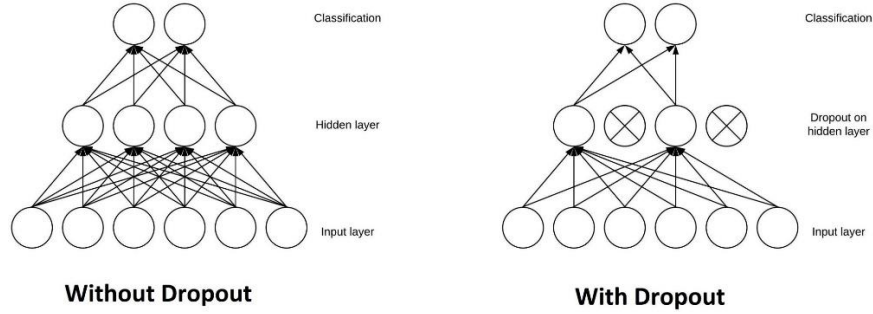 Classification
Hidden layer
Input layer
Without Dropout
Classification
Dropout on
hidden layer
Input layer
With Dropout